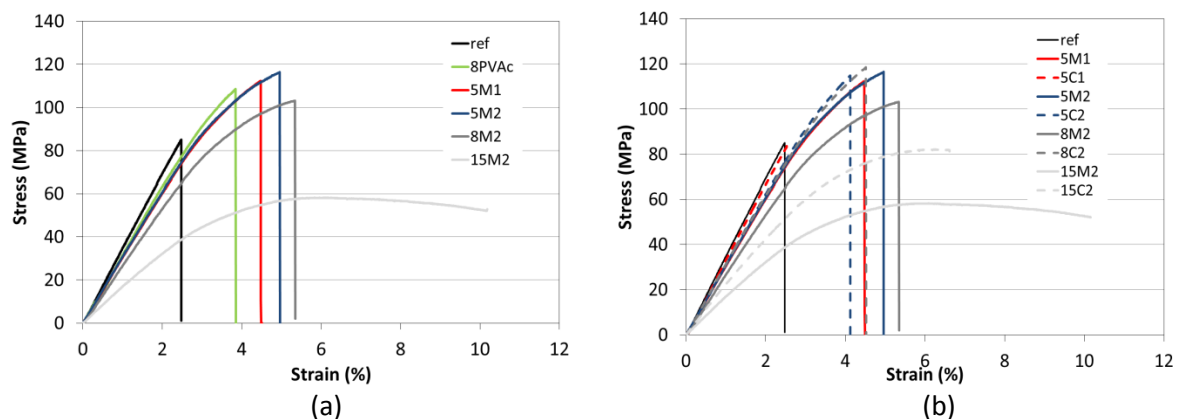 140
120
100
80
60
40
20
0
Stress (MPa)
0 2 4 6 8 10 12
Strain (%)
ref
8PVAc
5M1
5M2
8M2
15M2
(a)
140
120
100
80
60
40
20
0
Stress (MPa)
0 2 4 6 8 10 12
Strain (%)
ref
5M1
5C1
5M2
5C2
8M2
8C2
15M2
15C2
(b)